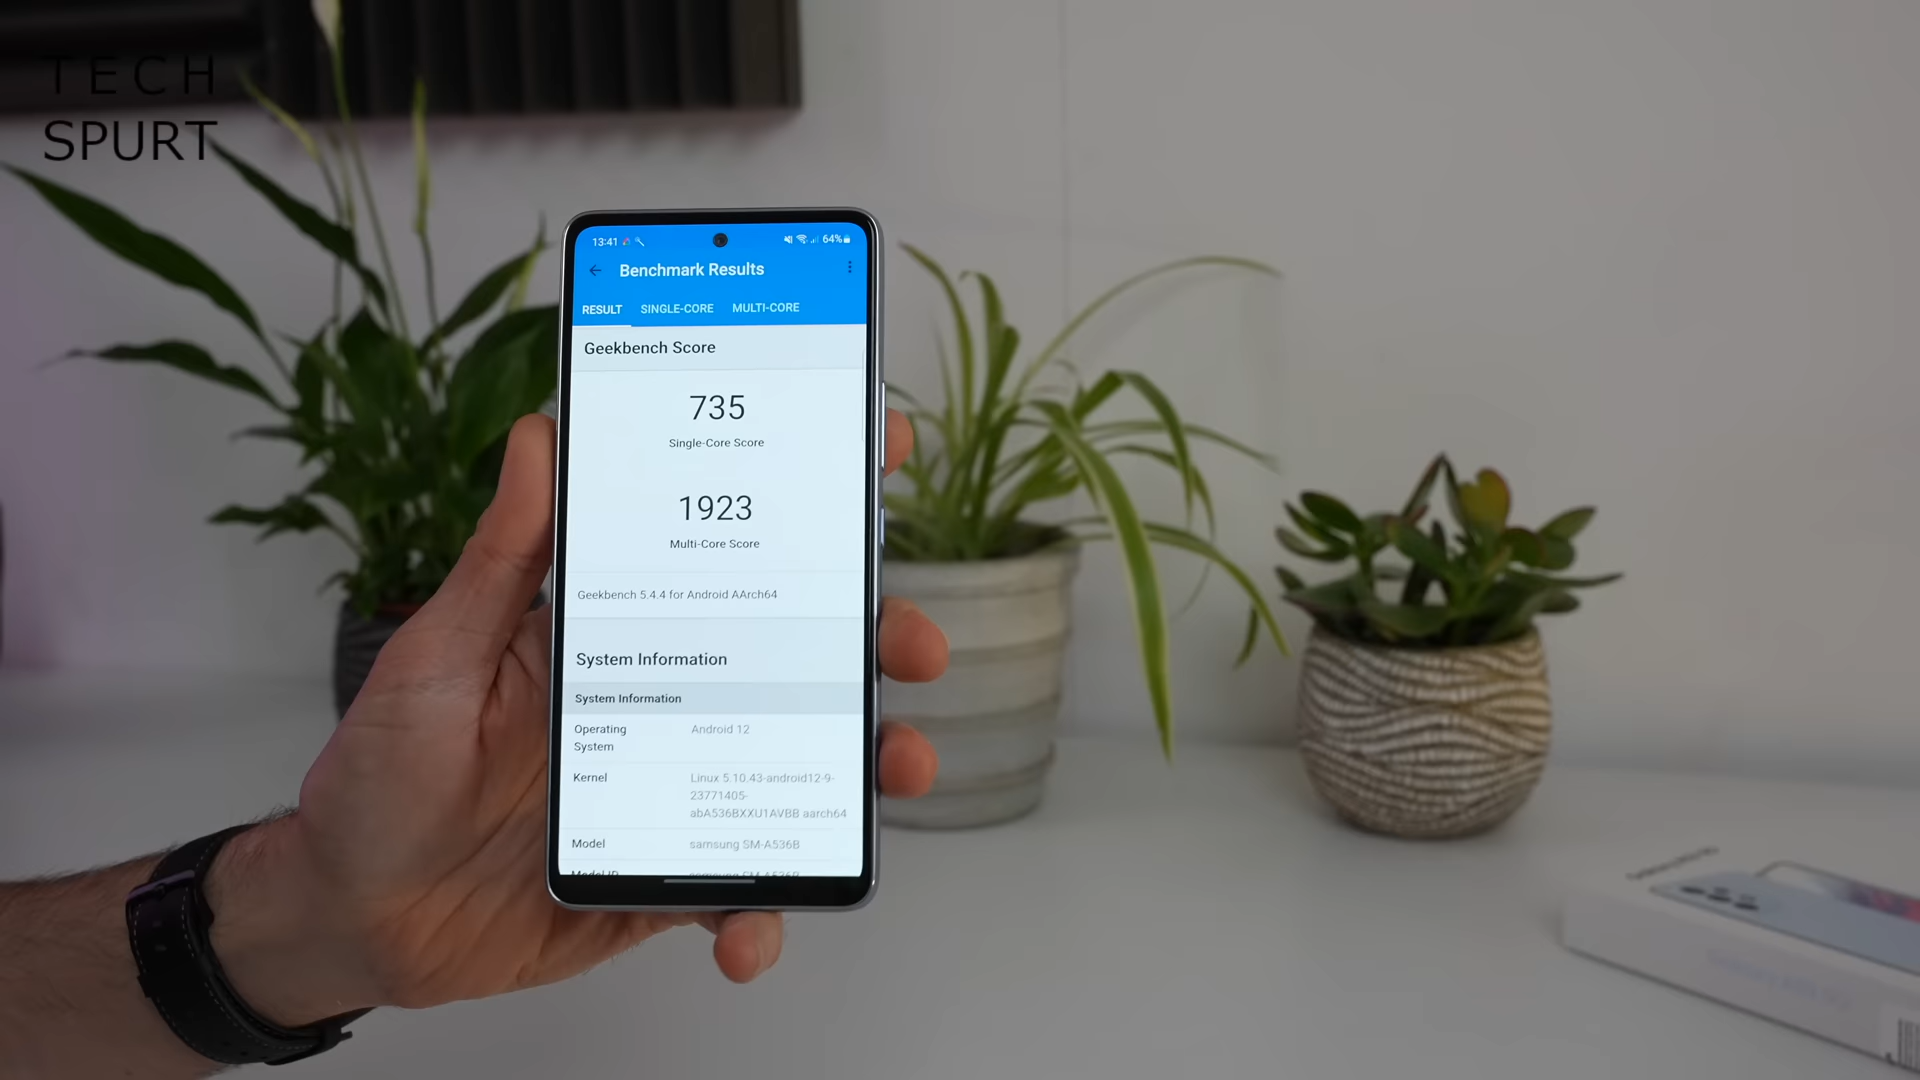 TECH
SPURT
13:41
64%
Benchmark Results
RESULT SINGLE-CORE MULTI-CORE
Geekbench Score
735
Single-Core Score
1923
Multi-Core Score
Geekbench 5.4.4 for Android AArch64
System Information
System Information
Operating System
Android 12
Kernel
Linux 5.10.43-android12-9-
23771405-
abA536BXXU1AVBB aarch64
Model
samsung SM-A536B